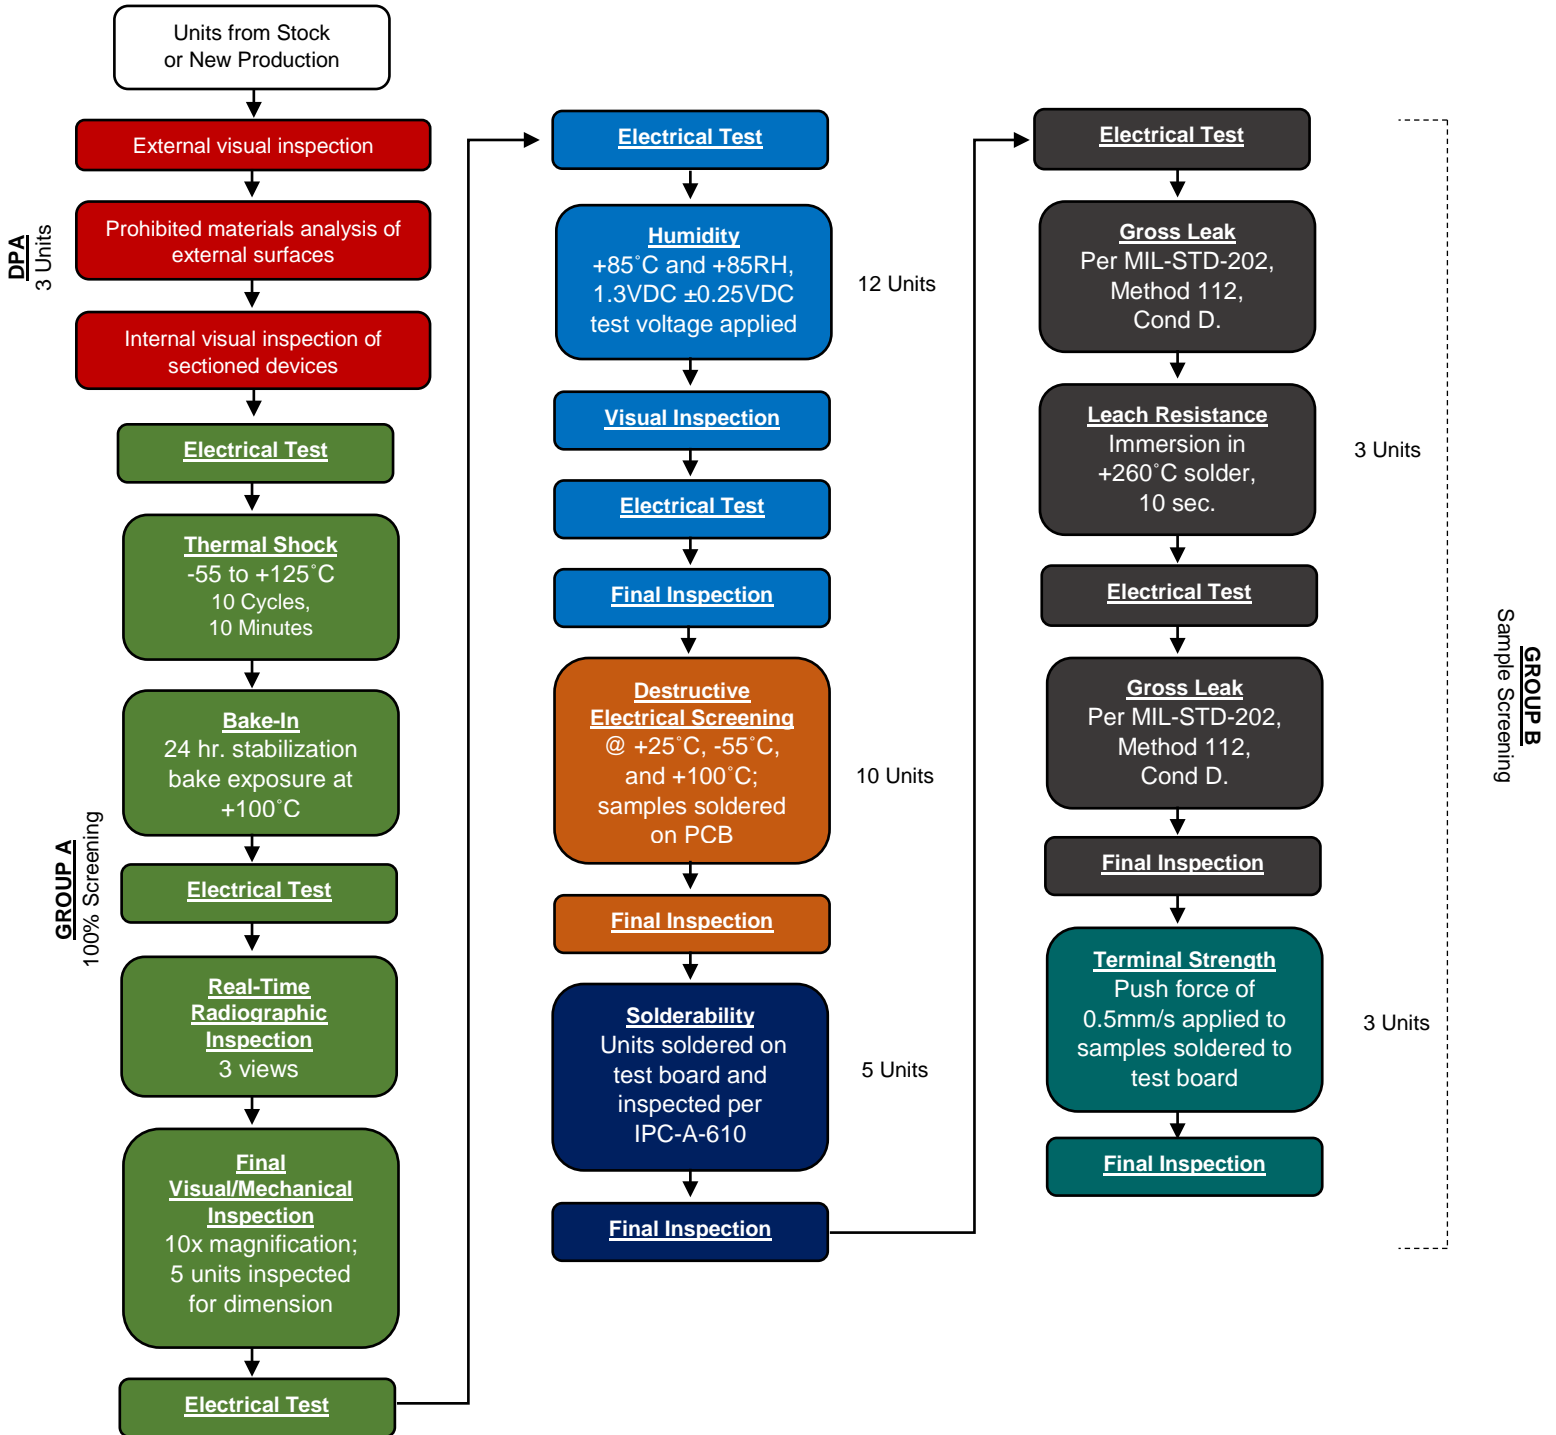 Units from Stock
or New Production
External visual inspection
Prohibited materials analysis of
external surfaces
Internal visual inspection of
sectioned devices
DPA
3 Units
Electrical Test
Thermal Shock
-55 to +125˚C
10 Cycles,
10 Minutes
Bake-In
24 hr. stabilization
bake exposure at
+100˚C
Electrical Test
Real-Time
Radiographic
Inspection
3 views
Final
Visual/Mechanical
Inspection
10x magnification;
5 units inspected
for dimension
Electrical Test
GROUP A
100% Screening
Electrical Test
Humidity
+85˚C and +85RH,
1.3VDC ±0.25VDC
test voltage applied
12 Units
Visual Inspection
Electrical Test
Final Inspection
Destructive
Electrical Screening
@ +25˚C, -55˚C,
and +100˚C;
samples soldered
on PCB
10 Units
Final Inspection
Solderability
Units soldered on
test board and
inspected per
IPC-A-610
5 Units
Final Inspection
Electrical Test
Gross Leak
Per MIL-STD-202,
Method 112,
Cond D.
Leach Resistance
Immersion in
+260˚C solder,
10 sec.
3 Units
Electrical Test
Gross Leak
Per MIL-STD-202,
Method 112,
Cond D.
Final Inspection
Terminal Strength
Push force of
0.5mm/s applied to
samples soldered to
test board
3 Units
Final Inspection
GROUP B
Sample Screening